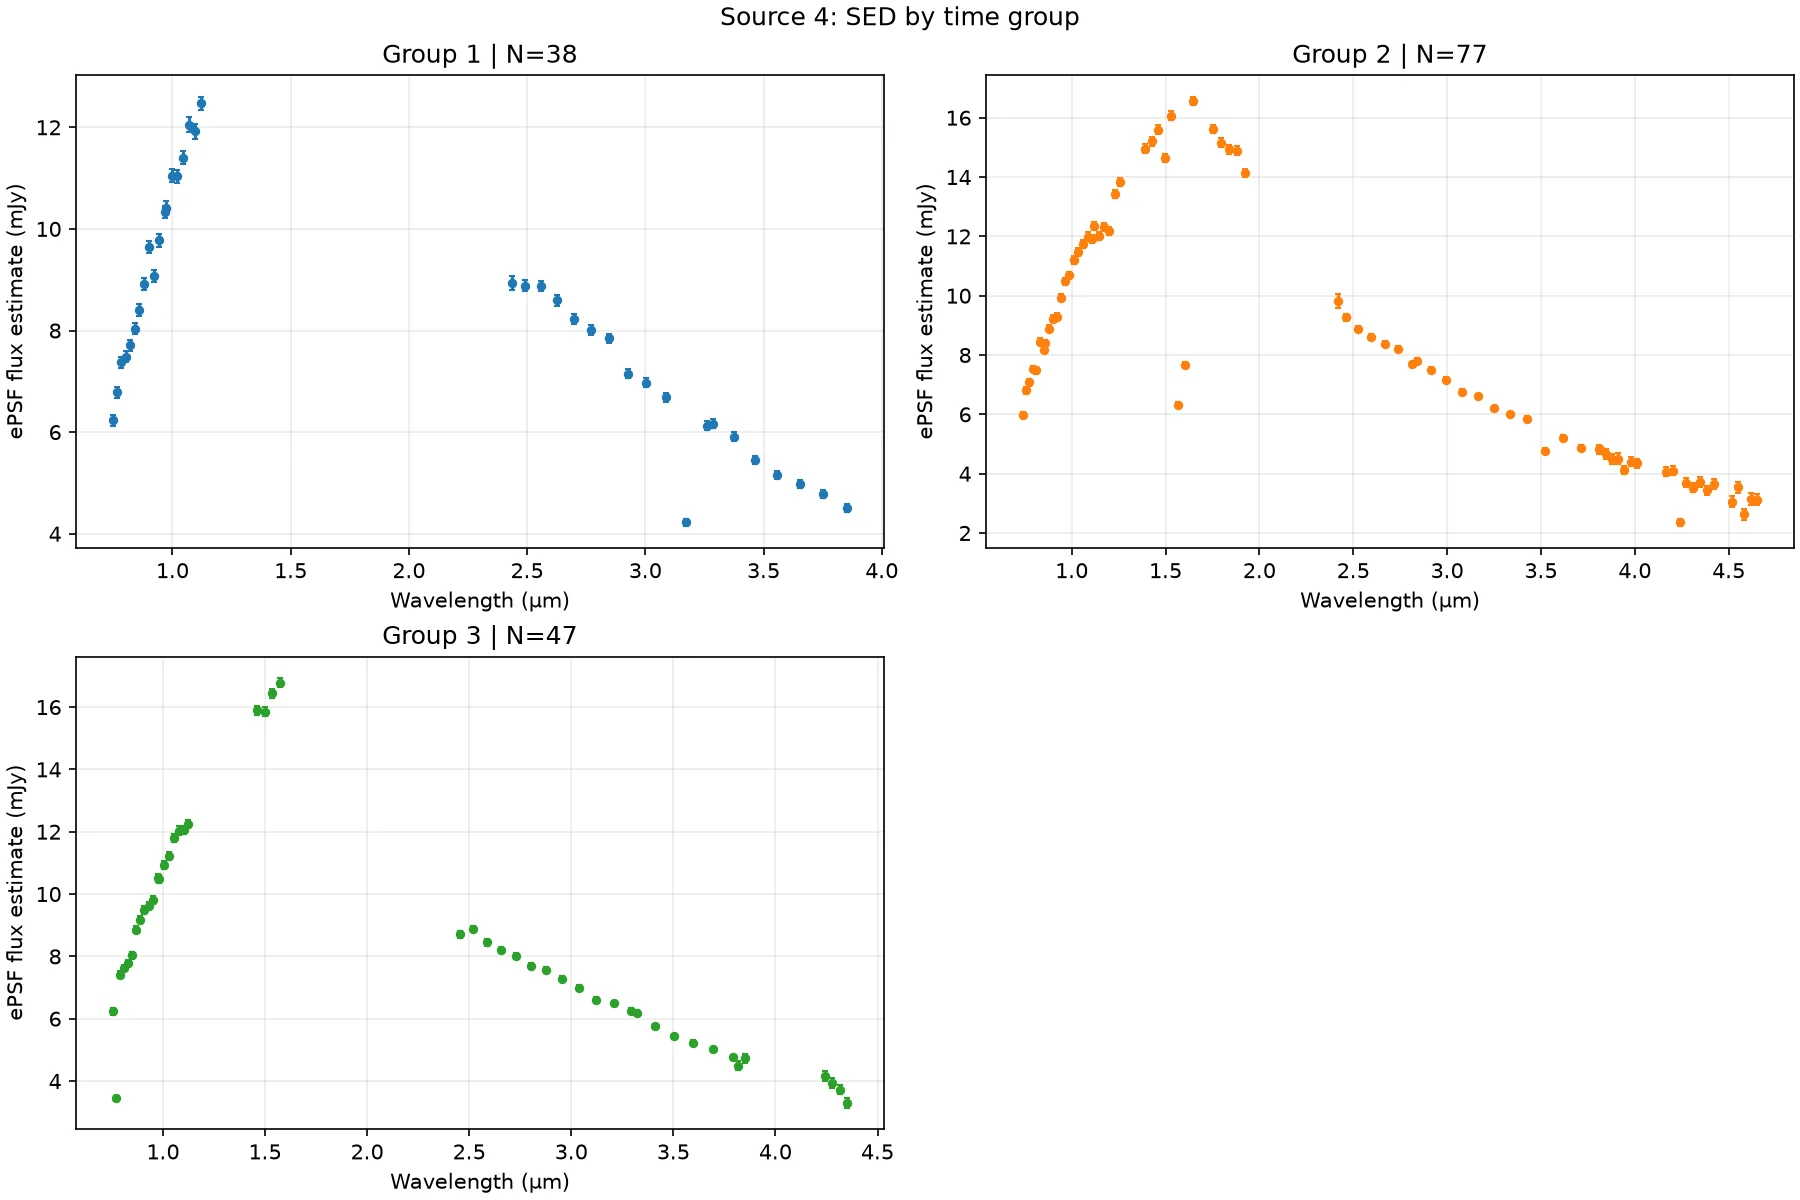 Source 4: SED by time group
Group 1 | N=38
ePSF flux estimate (mJy)
12
10
8
6
4
1.0 1.5 2.0 2.5 3.0 3.5 4.0
Wavelength (μm)
Group 2 | N=77
ePSF flux estimate (mJy)
16
14
12
10
8
6
4
2
1.0 1.5 2.0 2.5 3.0 3.5 4.0 4.5
Wavelength (μm)
Group 3 | N=47
ePSF flux estimate (mJy)
16
14
12
10
8
6
4
1.0 1.5 2.0 2.5 3.0 3.5 4.0 4.5
Wavelength (μm)